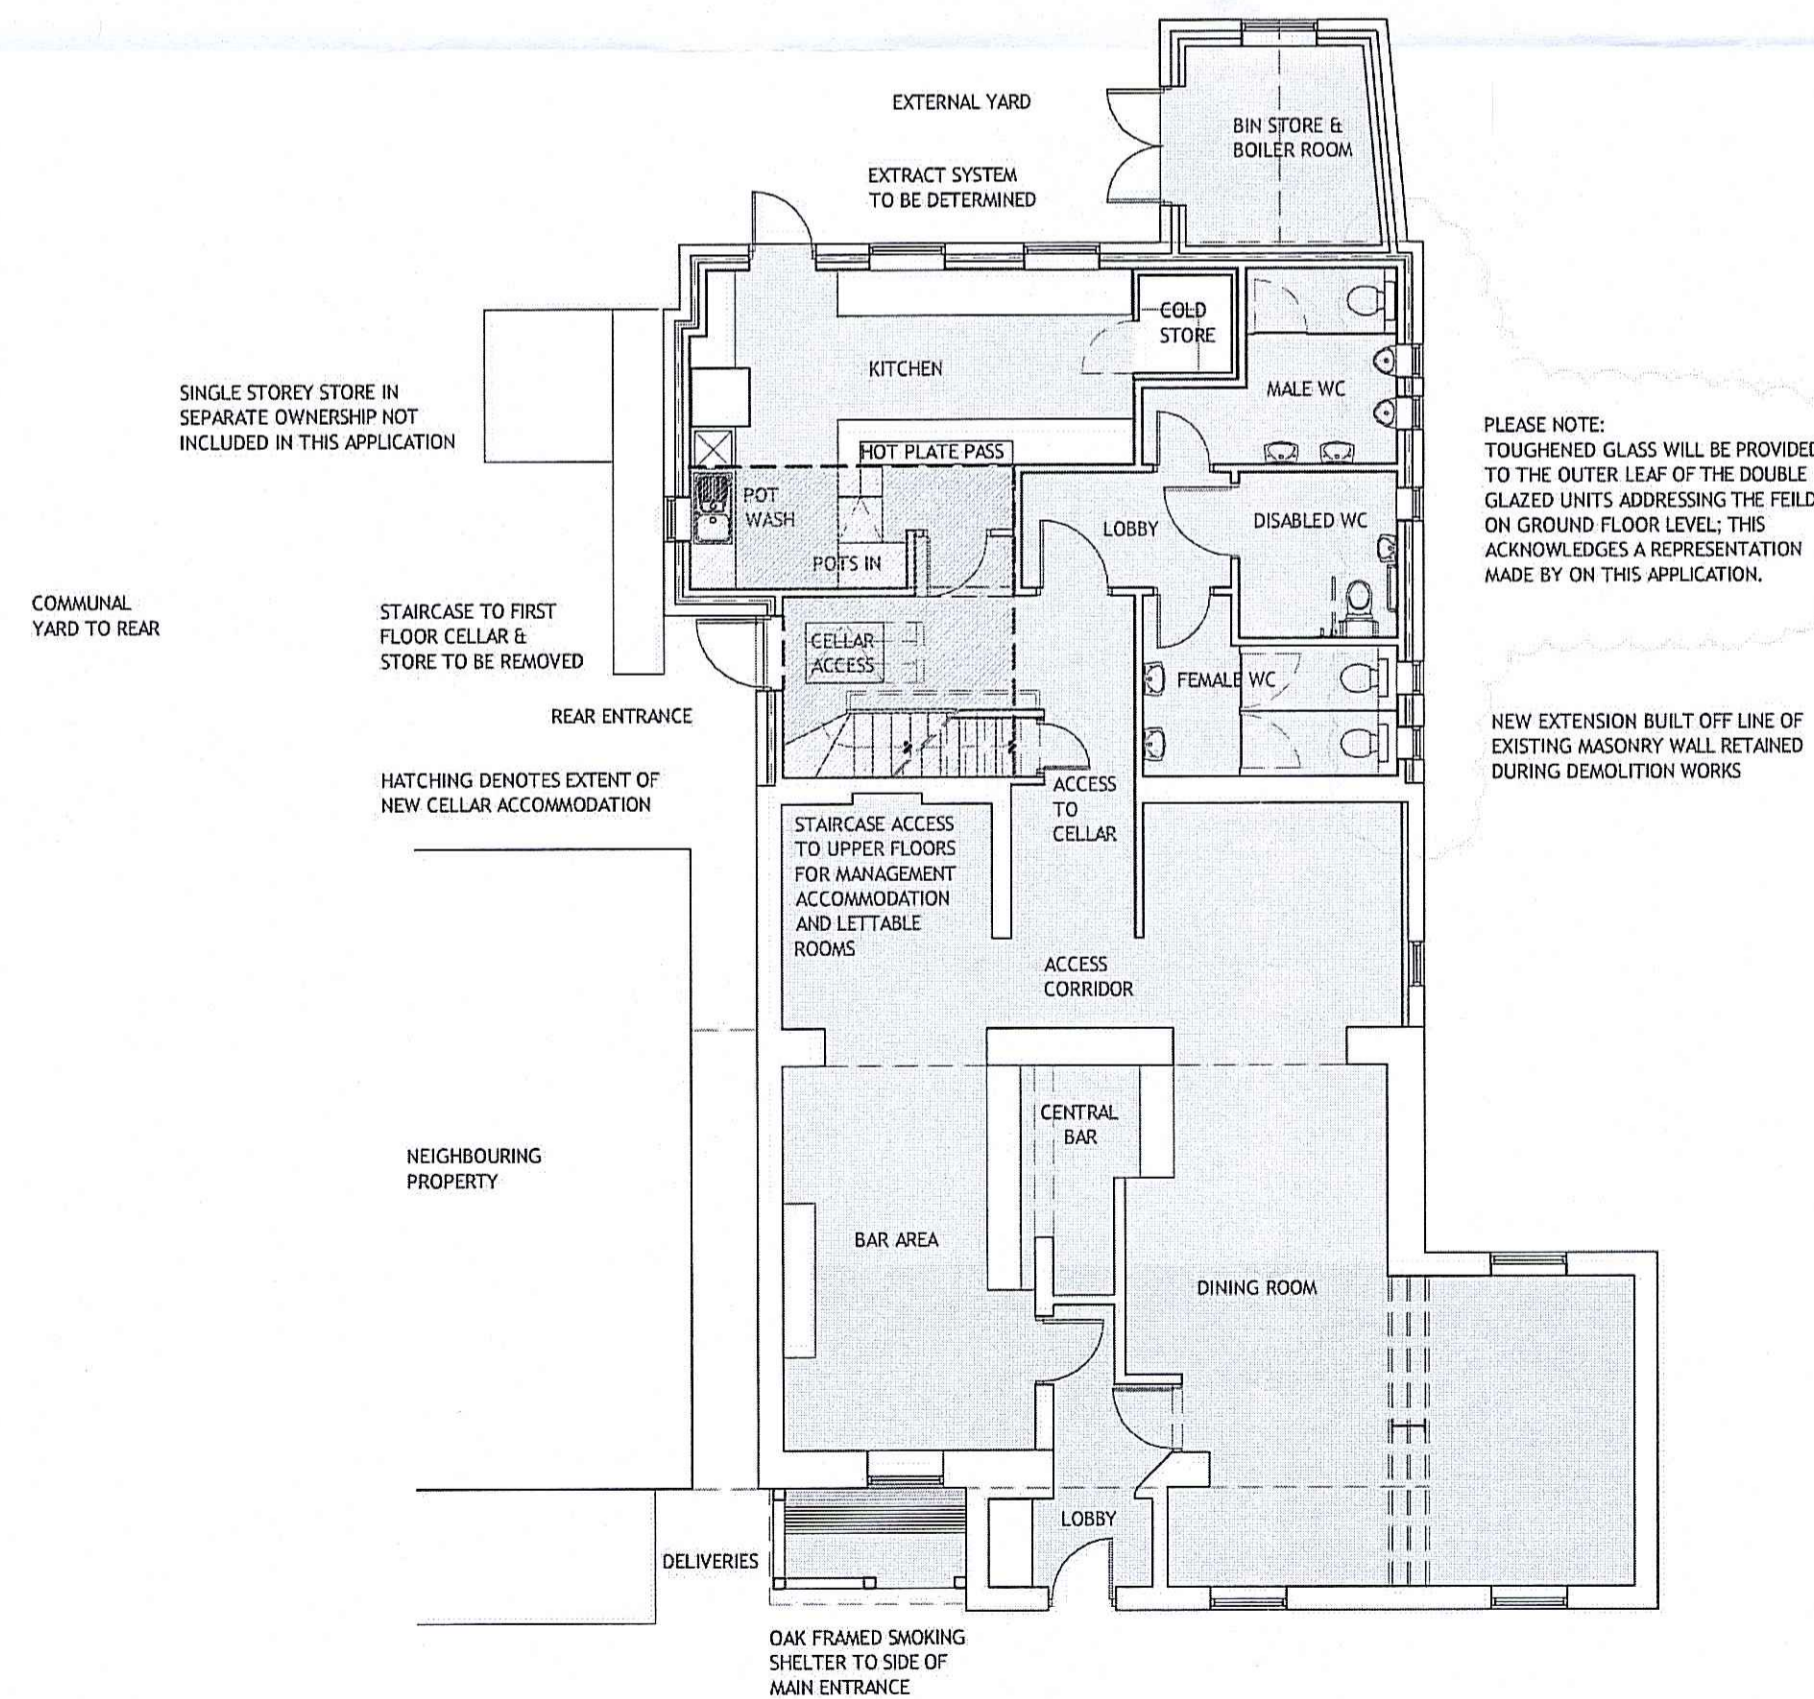 EXTERNAL YARD
EXTRACT SYSTEM
TO BE DETERMINED
BIN STORE &
BOILER ROOM
COLD
STORE
KITCHEN
MALE WC
SINGLE STOREY STORE IN
SEPARATE OWNERSHIP NOT
INCLUDED IN THIS APPLICATION
PLEASE NOTE:
TOUGHENED GLASS WILL BE PROVIDED
TO THE OUTER LEAF OF THE DOUBLE
GLAZED UNITS ADDRESSING THE FEILD
ON GROUND FLOOR LEVEL; THIS
ACKNOWLEDGES A REPRESENTATION
MADE BY ON THIS APPLICATION.
HOT PLATE PASS
POT
WASH
POTS IN
LOBBY
DISABLED WC
COMMUNAL
YARD TO REAR
STAIRCASE TO FIRST
FLOOR CELLAR &
STORE TO BE REMOVED
CELLAR
ACCESS
FEMALE WC
REAR ENTRANCE
NEW EXTENSION BUILT OFF LINE OF
EXISTING MASONRY WALL RETAINED
DURING DEMOLITION WORKS
HATCHING DENOTES EXTENT OF
NEW CELLAR ACCOMMODATION
ACCESS
TO
CELLAR
STAIRCASE ACCESS
TO UPPER FLOORS
FOR MANAGEMENT
ACCOMMODATION
AND LETTABLE
ROOMS
ACCESS
CORRIDOR
CENTRAL
BAR
NEIGHBOURING
PROPERTY
BAR AREA
DINING ROOM
LOBBY
DELIVERIES
OAK FRAMED SMOKING
SHELTER TO SIDE OF
MAIN ENTRANCE